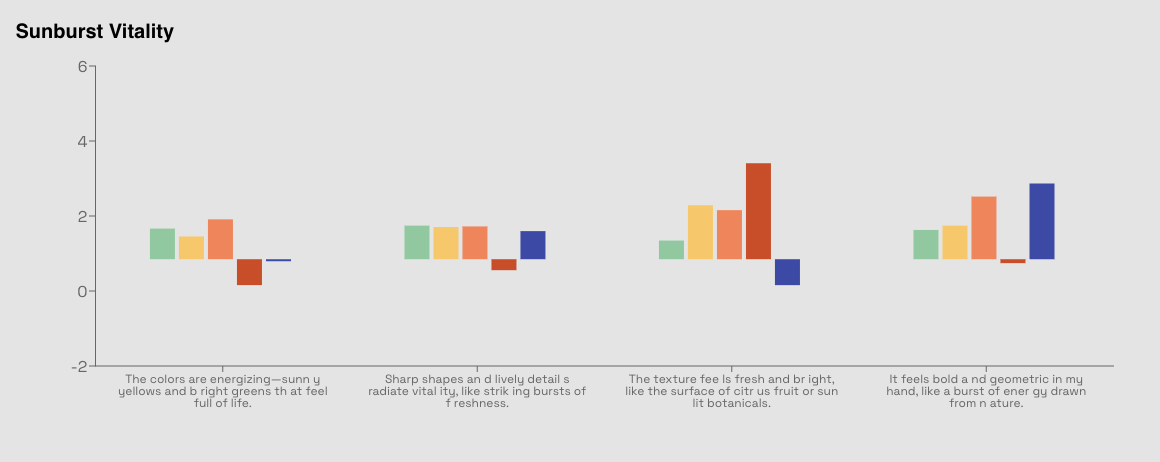 Sunburst Vitality
6
4
2
0
-2
The colors are energizing—sunn y
yellows and b right greens th at feel
full of life.
Sharp shapes an d lively detail s
radiate vital ity, like strik ing bursts of
f reshness.
The texture fee ls fresh and br ight,
like the surface of citr us fruit or sun
lit botanicals.
It feels bold a nd geometric in my
hand, like a burst of ener gy drawn
from n ature.